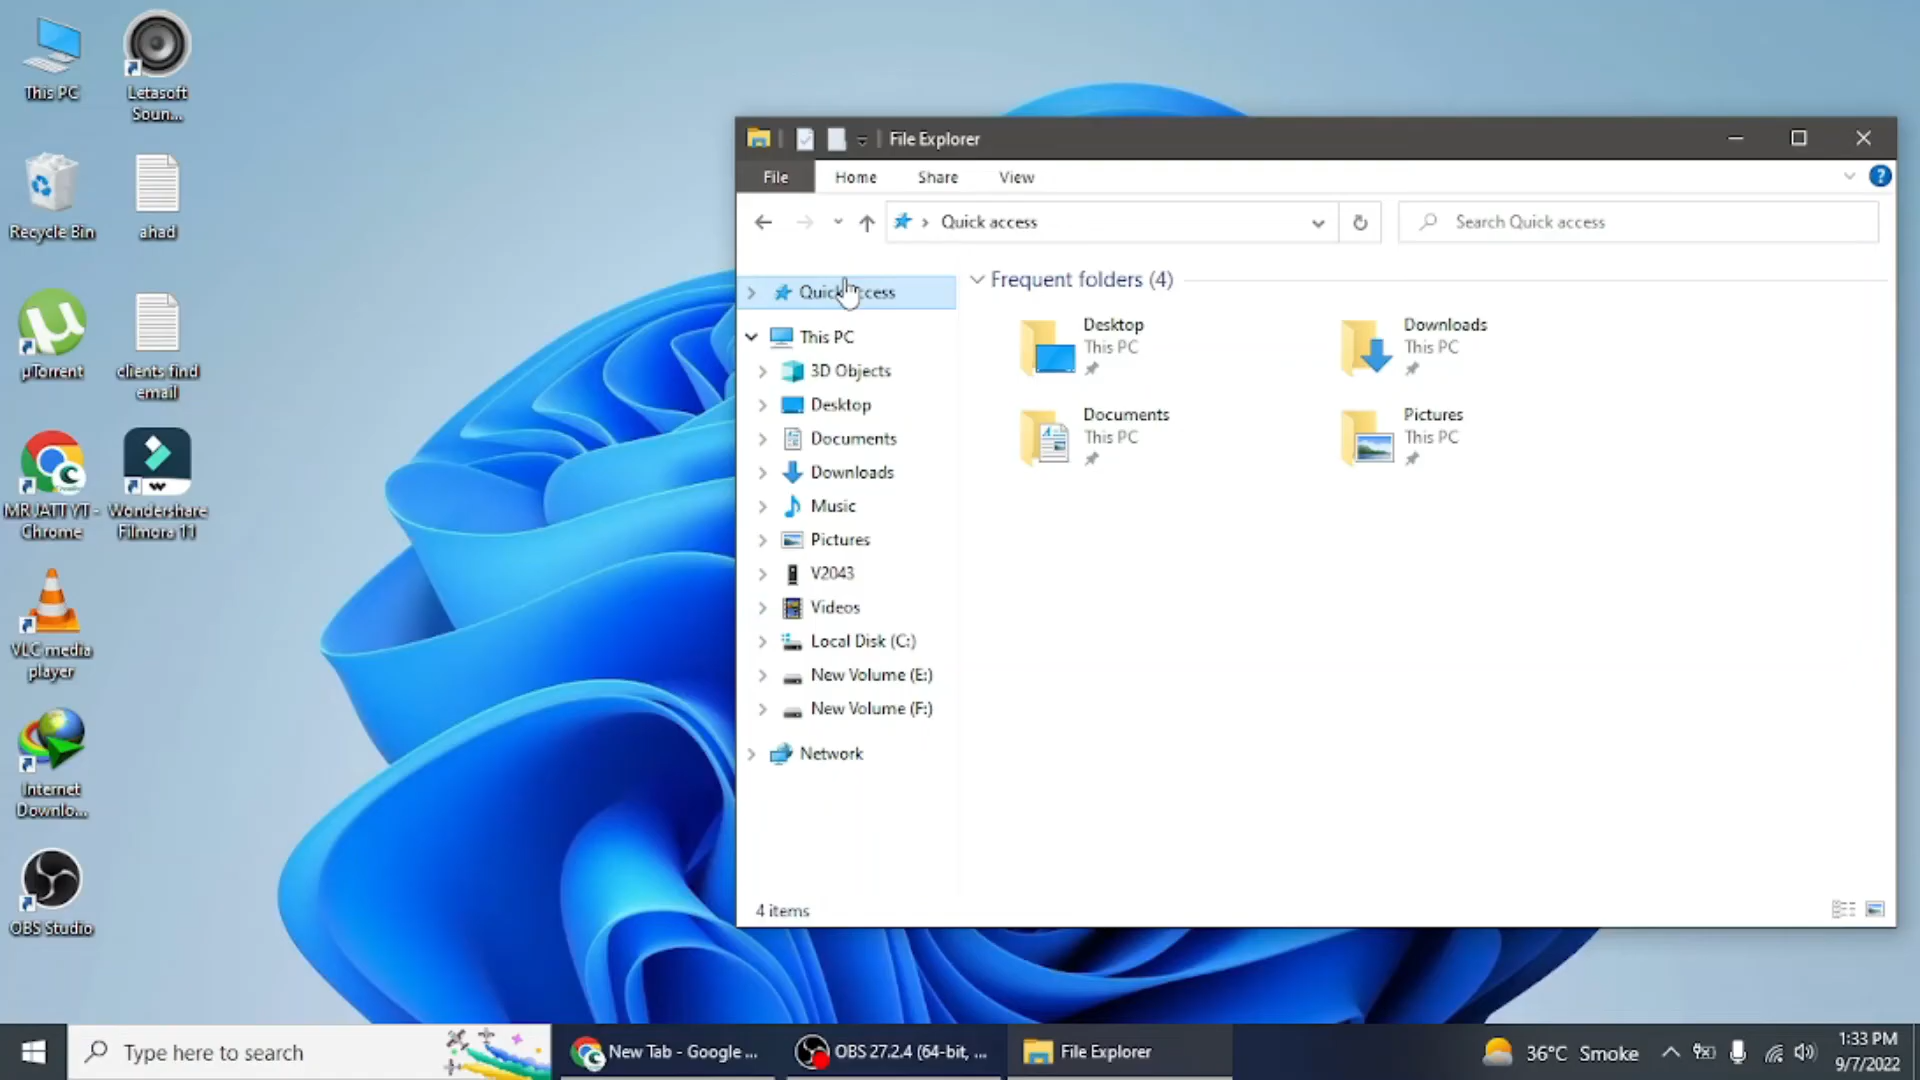 This PC
Letasoft
Soun...
Recycle Bin
ahad
µTorrent
clients find
email
MR JATT YT -
Chrome
Wondershare
Filmora 11
VLC media
player
Internet
Downlo...
OBS Studio
File Explorer
File
Home
Share
View
?
Quick access
Search Quick access
Quick access
This PC
3D Objects
Desktop
Documents
Downloads
Music
Pictures
V2043
Videos
Local Disk (C:)
New Volume (E:)
New Volume (F:)
Network
Frequent folders (4)
Desktop
This PC
Downloads
This PC
Documents
This PC
Pictures
This PC
4 items
Type here to search
New Tab - Google ...
OBS 27.2.4 (64-bit, ...
File Explorer
36°C Smoke
1:33 PM
9/7/2022